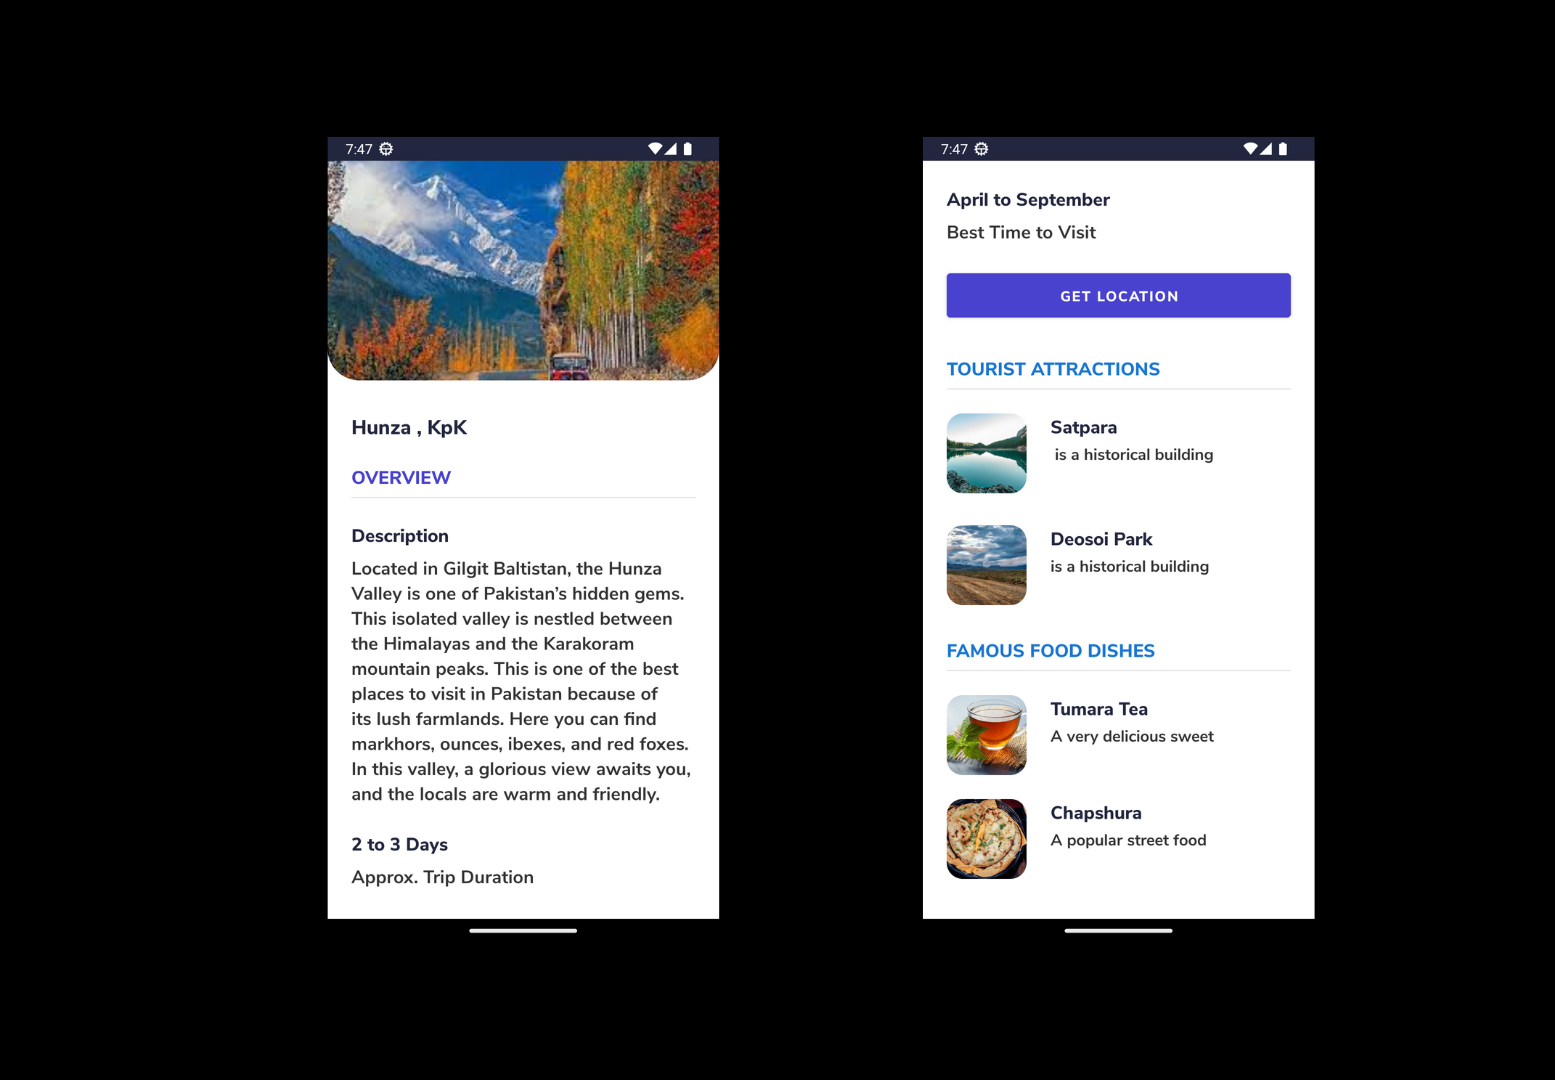 7:47
Hunza , KpK
OVERVIEW
Description
Located in Gilgit Baltistan, the Hunza
Valley is one of Pakistan’s hidden gems.
This isolated valley is nestled between
the Himalayas and the Karakoram
mountain peaks. This is one of the best
places to visit in Pakistan because of
its lush farmlands. Here you can find
markhors, ounces, ibexes, and red foxes.
In this valley, a glorious view awaits you,
and the locals are warm and friendly.
2 to 3 Days
Approx. Trip Duration
7:47
April to September
Best Time to Visit
GET LOCATION
TOURIST ATTRACTIONS
Satpara
is a historical building
Deosoi Park
is a historical building
FAMOUS FOOD DISHES
Tumara Tea
A very delicious sweet
Chapshura
A popular street food